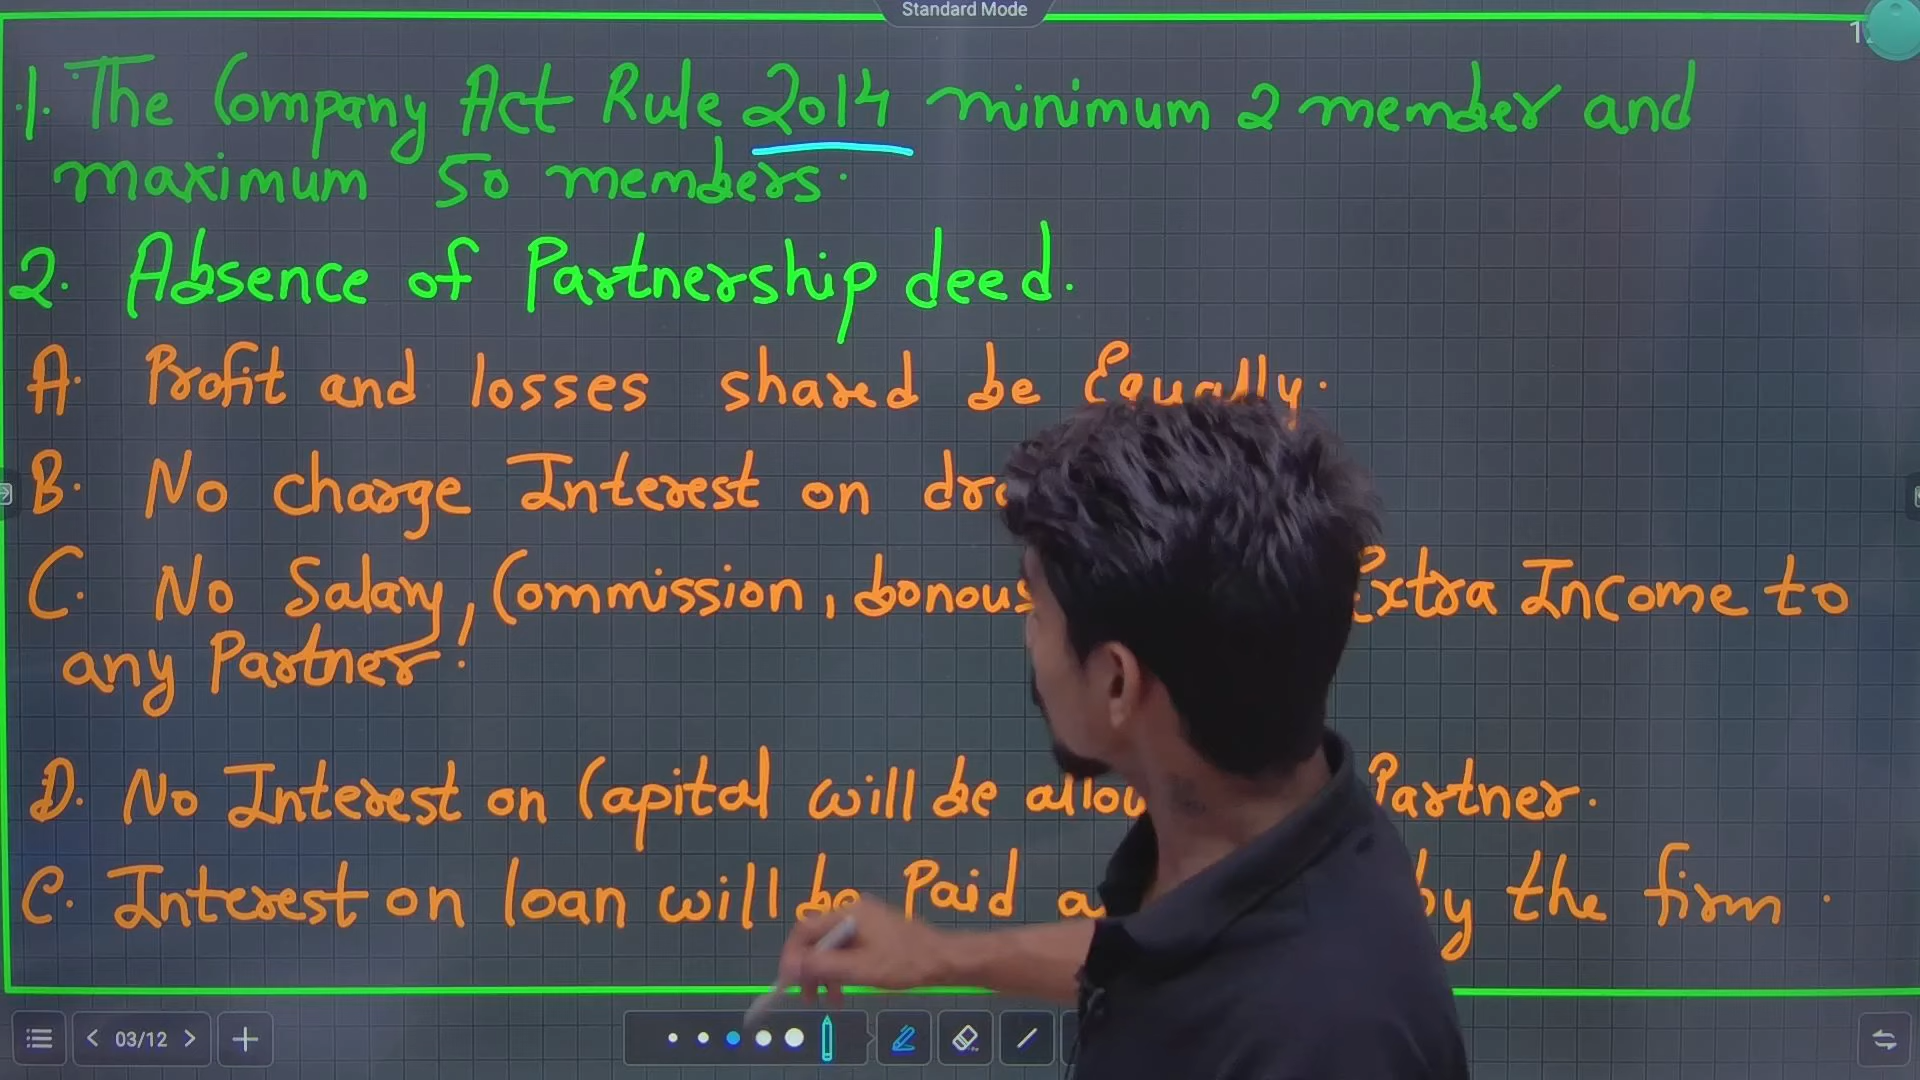 Standard Mode
1. The Company Act Rule 2014 minimum 2 member and
maximum 50 members.
2. Absence of Partnership deed.
A. Profit and losses shared be Equally.
B. No charge Interest on
C. No Salary, Commission, bonous Extra Income to
any Partner!
D. No Interest on Capital will be Partner.
C. Interest on loan will be Paid by the firm.
03/12